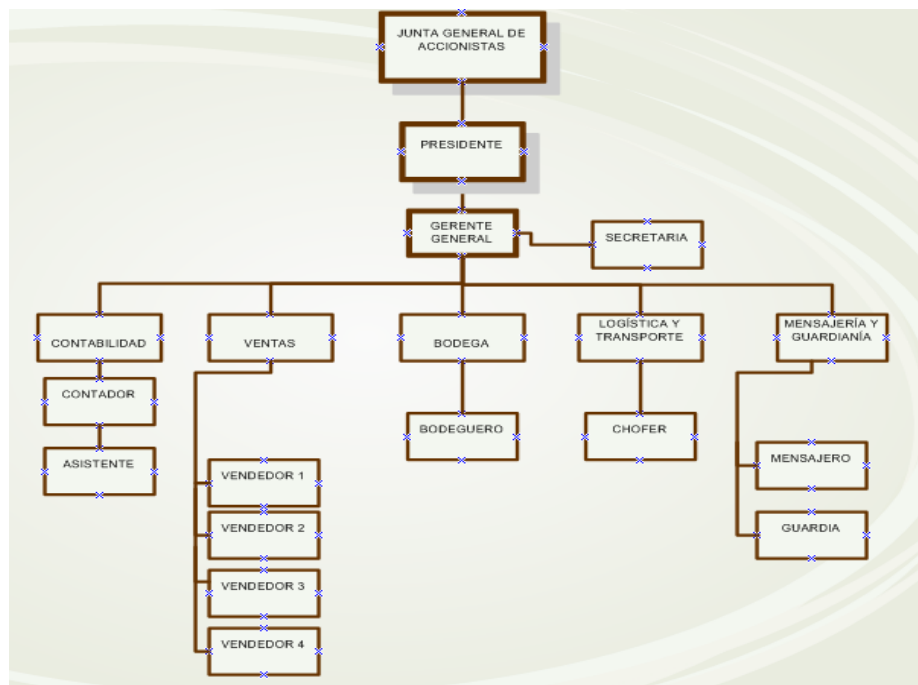 JUNTA GENERAL DE
ACCIONISTAS
PRESIDENTE
GERENTE
GENERAL
SECRETARIA
CONTABILIDAD
VENTAS
BODEGA
LOGÍSTICA Y
TRANSPORTE
MENSAJERÍA Y
GUARDIANÍA
CONTADOR
ASISTENTE
VENDEDOR 1
VENDEDOR 2
VENDEDOR 3
VENDEDOR 4
BODEGUERO
CHOFER
MENSAJERO
GUARDIA